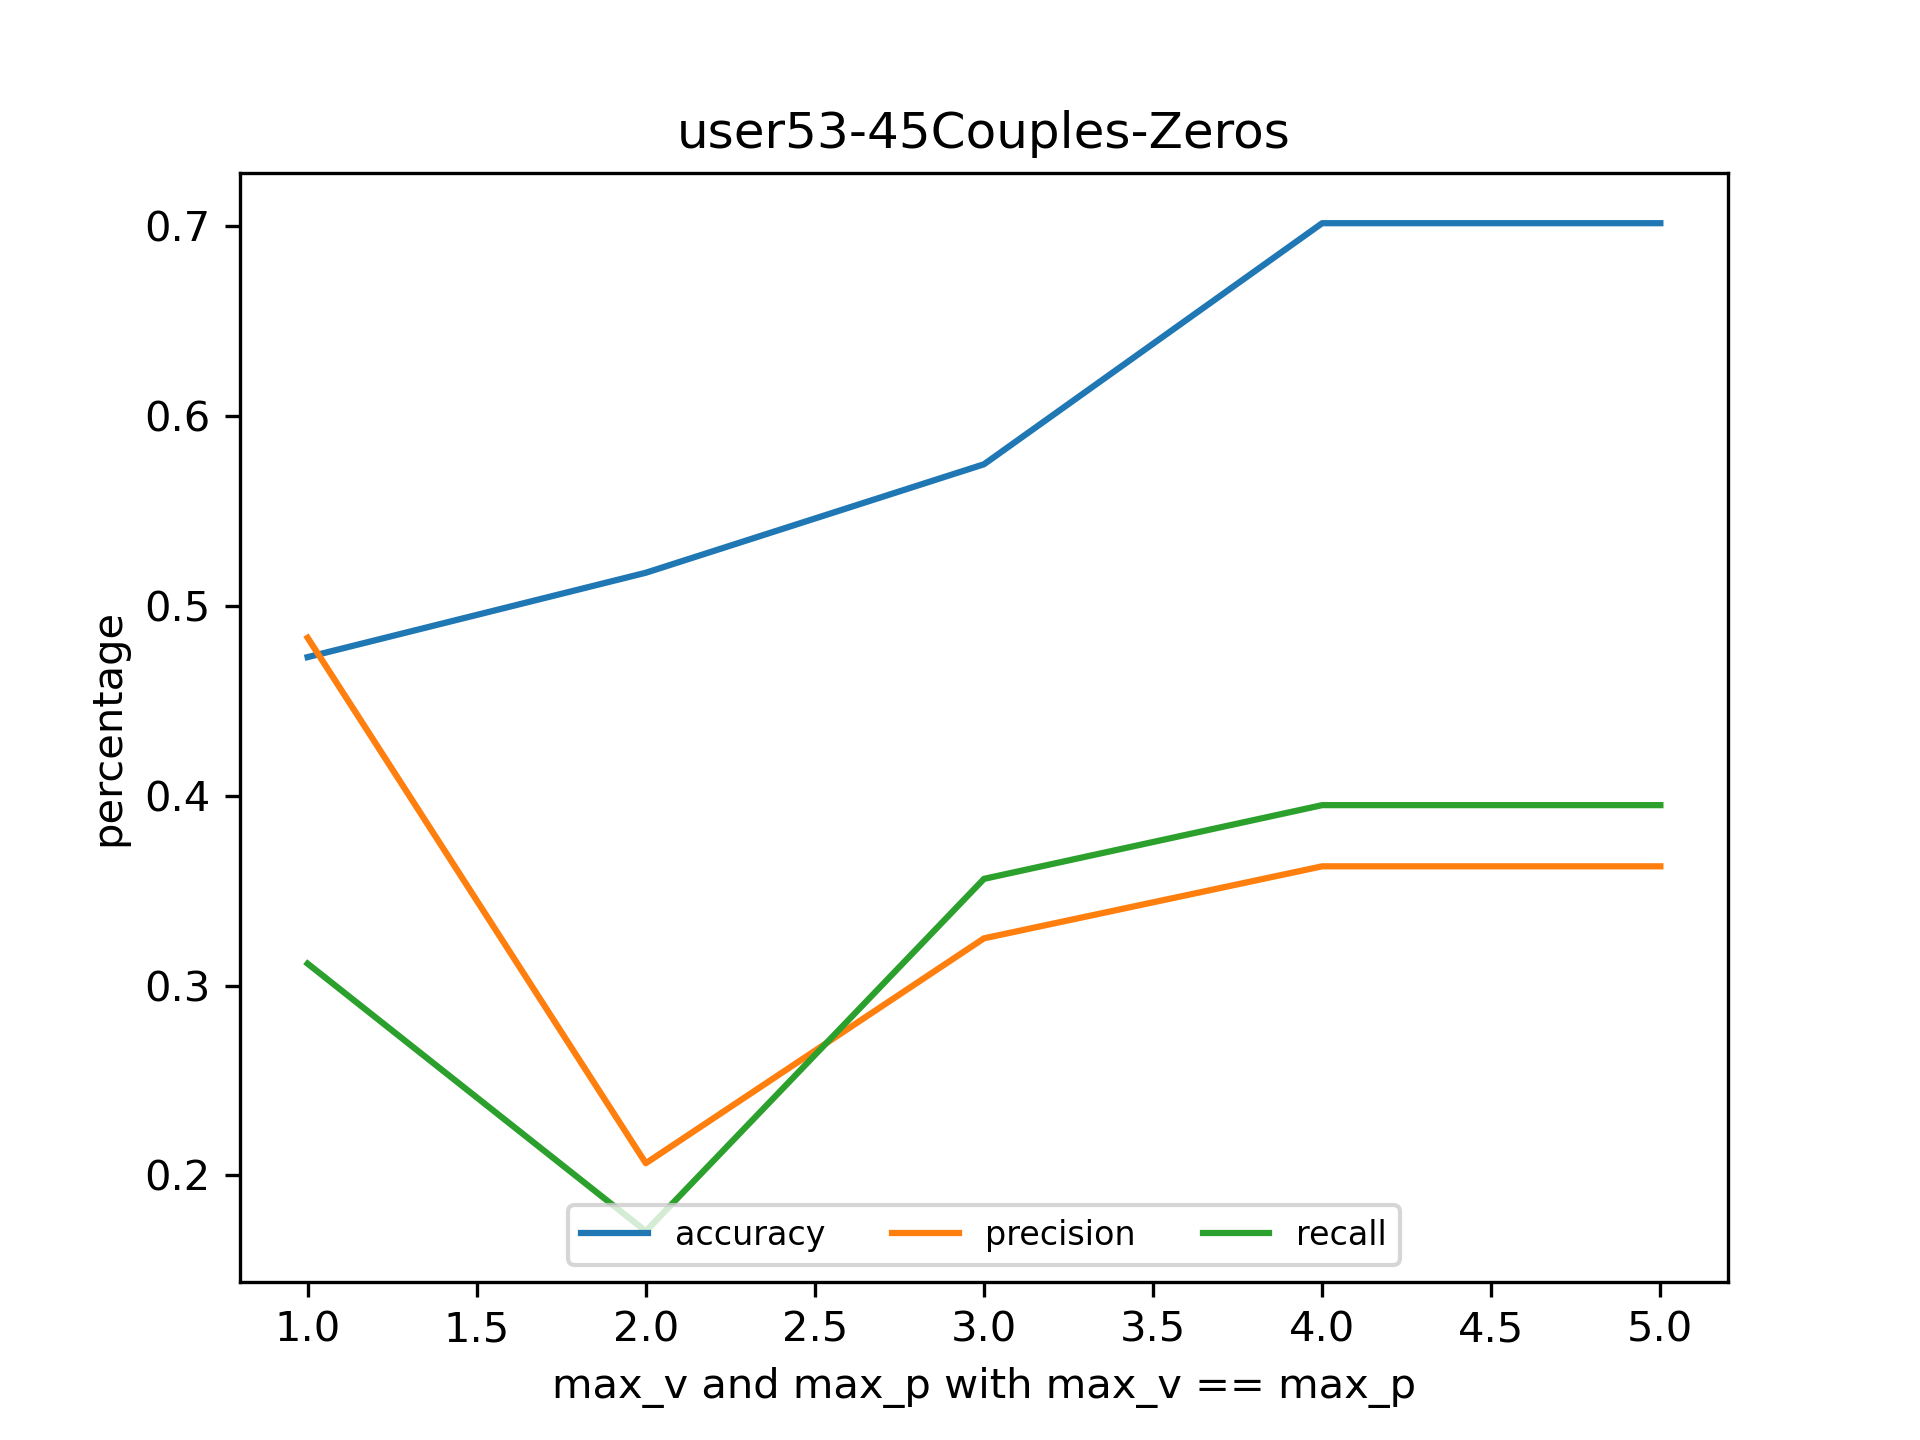 user53-45Couples-Zeros
percentage
0.7
0.6
0.5
0.4
0.3
0.2
accuracy precision recall
1.0 1.5 2.0 2.5 3.0 3.5 4.0 4.5 5.0
max_v and max_p with max_v == max_p